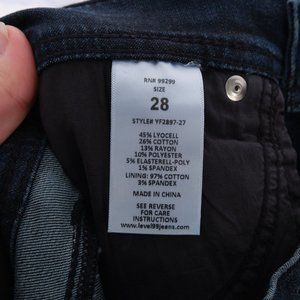 RN# 99299
SIZE
28
STYLE# YF2897-27
45% LYOCELL
26% COTTON
13% RAYON
10% POLYESTER
5% ELASTERELL-POLY
1% SPANDEX
LINING: 97% COTTON
3% SPANDEX
MADE IN CHINA
SEE REVERSE
FOR CARE
INSTRUCTIONS
www.level99jeans.com